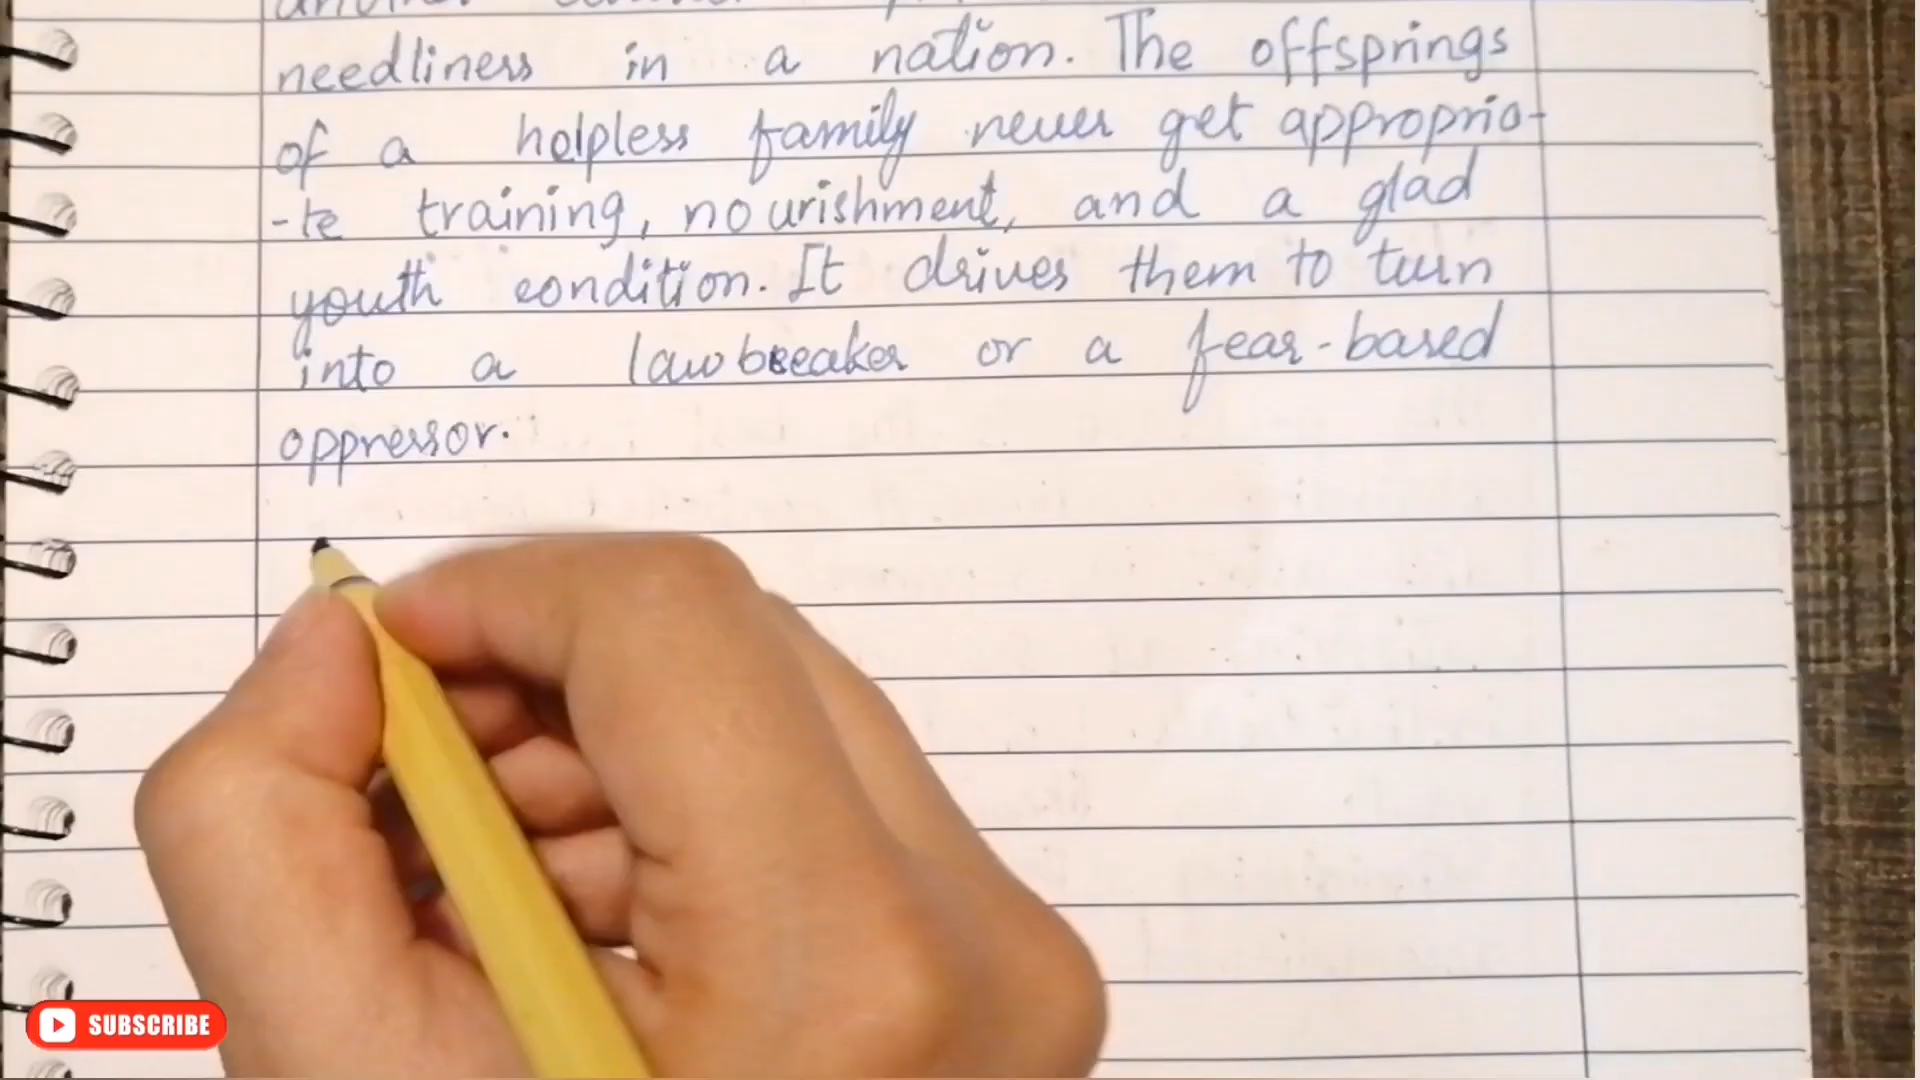 another
needliness in a nation. The offsprings
of a helpless family never get appropria-
-te training, nourishment, and a glad
youth condition. It drives them to turn
into a lawbreaker or a fear-based
oppressor.
SUBSCRIBE